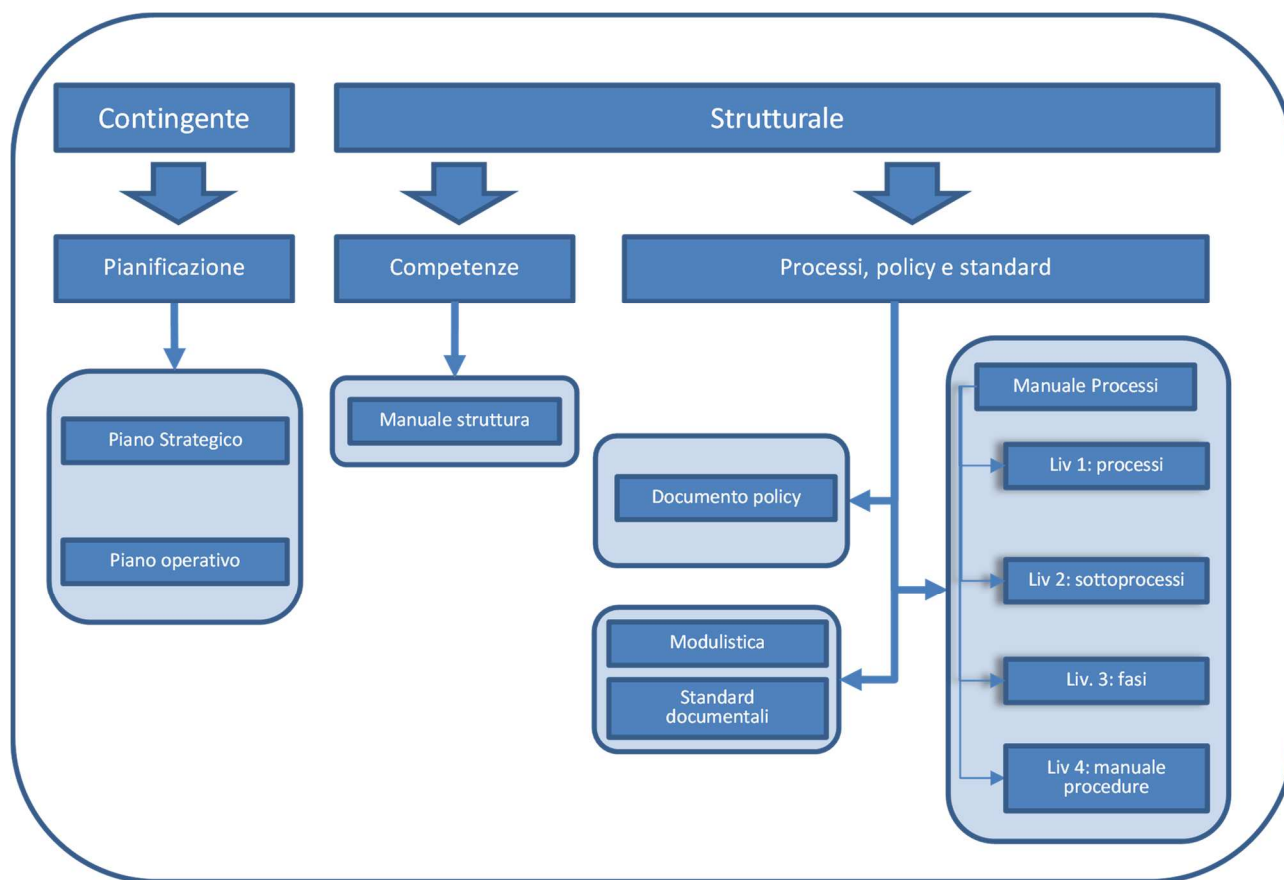 Contingente
Strutturale
Pianificazione
Competenze
Processi, policy e standard
Piano Strategico
Piano operativo
Manuale struttura
Documento policy
Modulistica
Standard
documentali
Manuale Processi
Liv 1: processi
Liv 2: sottoprocessi
Liv. 3: fasi
Liv 4: manuale
procedure